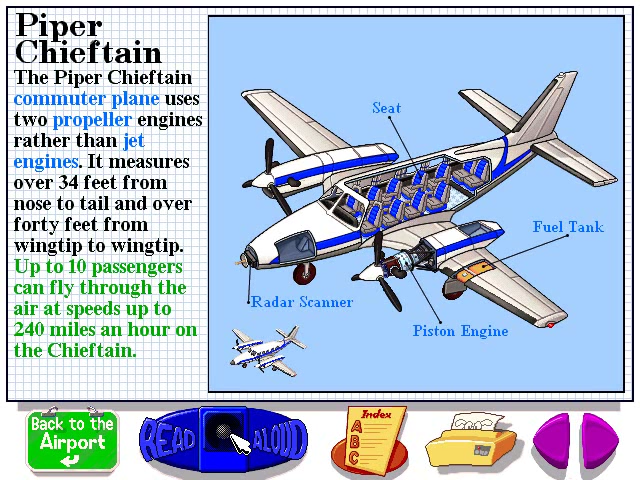 Piper
Chieftain
The Piper Chieftain
commuter plane uses
two propeller engines
rather than jet
engines. It measures
over 34 feet from
nose to tail and over
forty feet from
wingtip to wingtip.
Up to 10 passengers
can fly through the
air at speeds up to
240 miles an hour on
the Chieftain.
Seat
Fuel Tank
Radar Scanner
Piston Engine
Back to the
Airport
READ ALOUD
Index
A
B
C